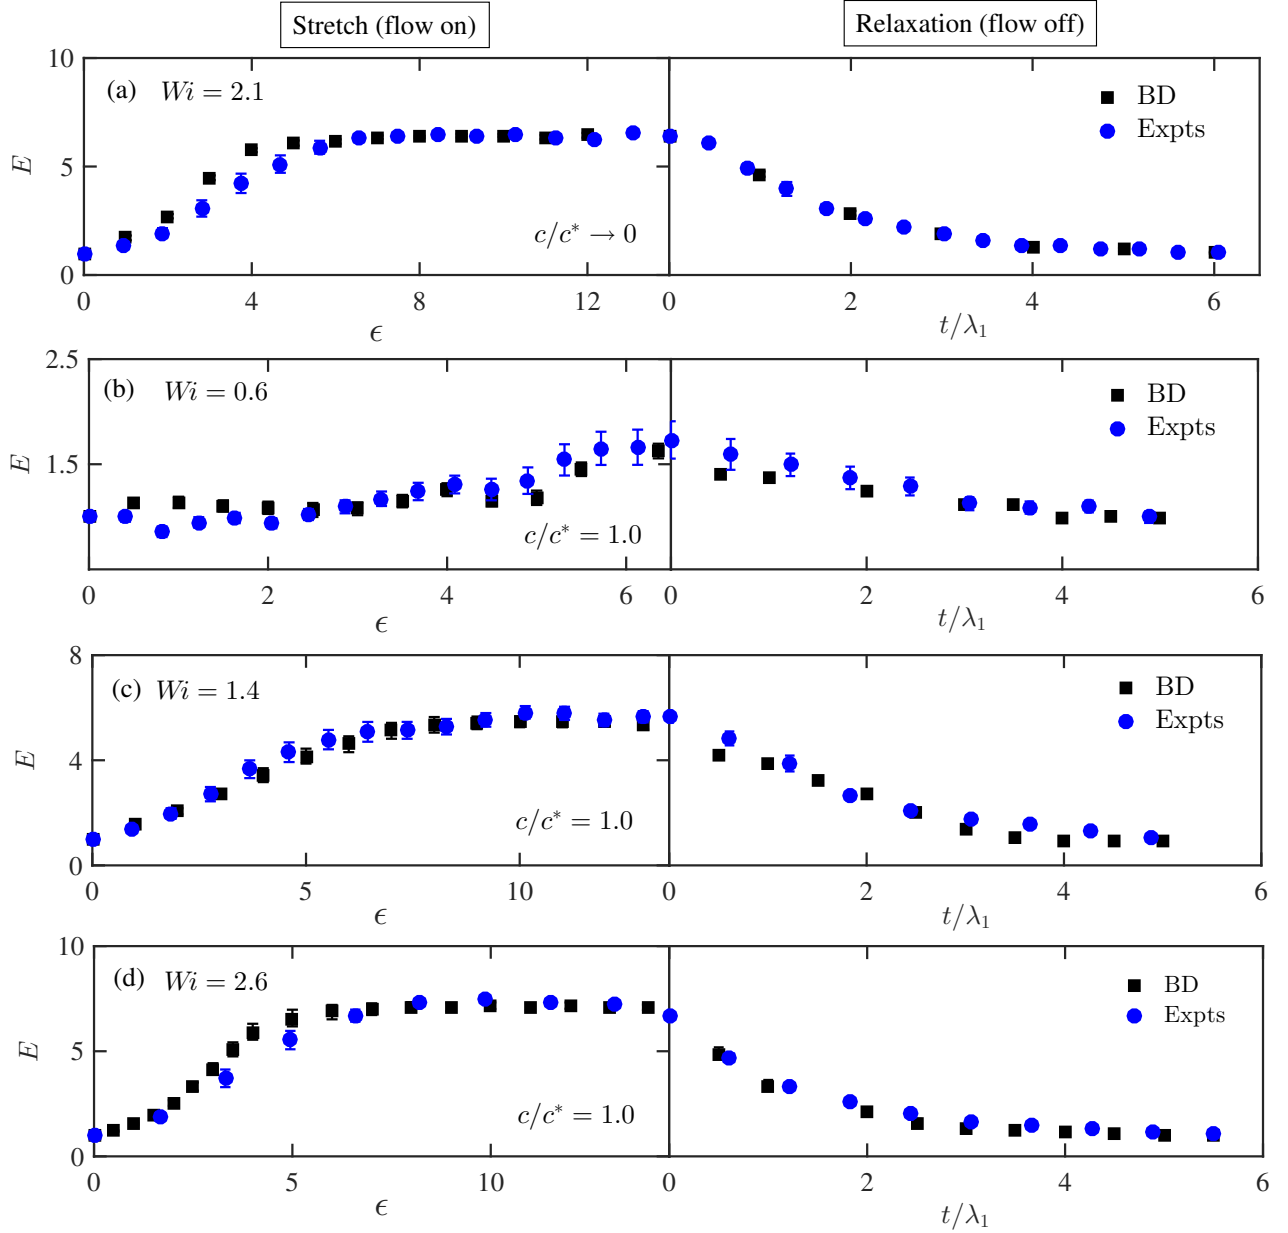 Stretch (flow on)
Relaxation (flow off)
(a) Wi = 2.1
BD
Expts
E
10
5
0
c/c* → 0
0 4 8 12 0 2 4 6
ϵ
t/λ₁
(b) Wi = 0.6
BD
Expts
E
2.5
1.5
c/c* = 1.0
0 2 4 6 0 2 4 6
ϵ
t/λ₁
(c) Wi = 1.4
BD
Expts
E
8
4
0
c/c* = 1.0
0 5 10 0 2 4 6
ϵ
t/λ₁
(d) Wi = 2.6
BD
Expts
E
10
5
0
c/c* = 1.0
0 5 10 0 2 4 6
ϵ
t/λ₁